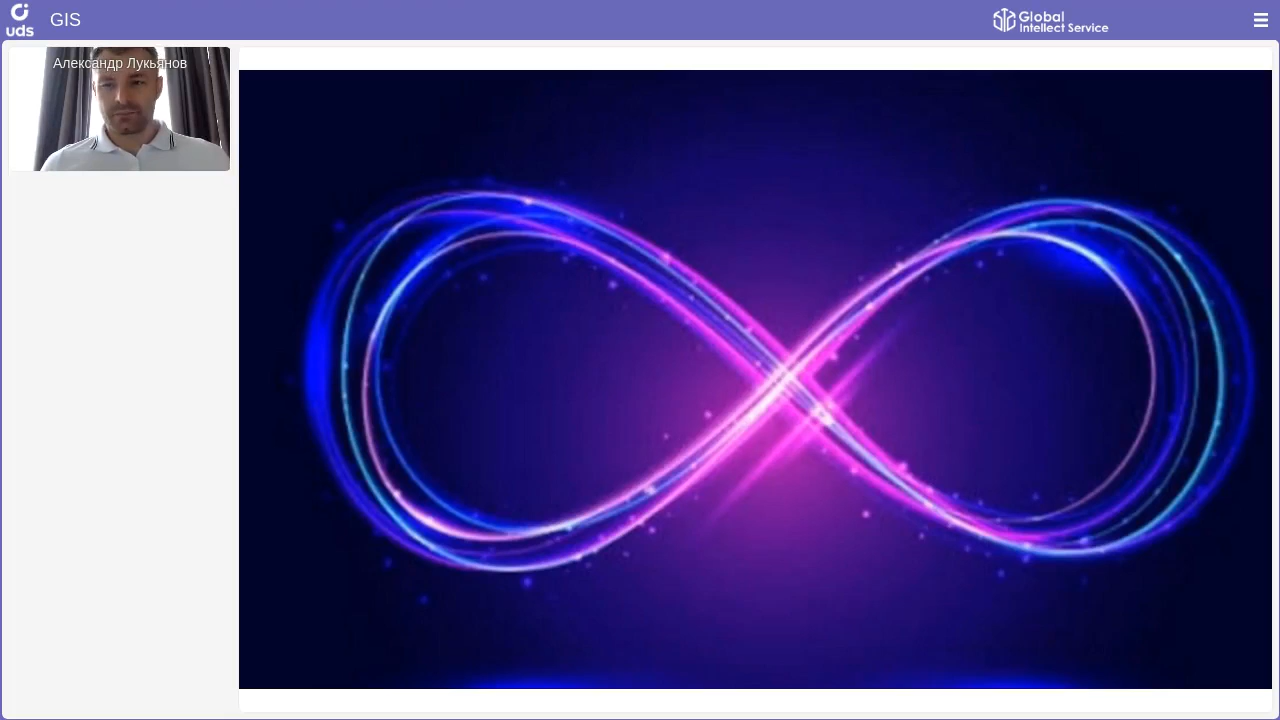 uds
GIS
Global
Intellect Service
Александр Лукьянов